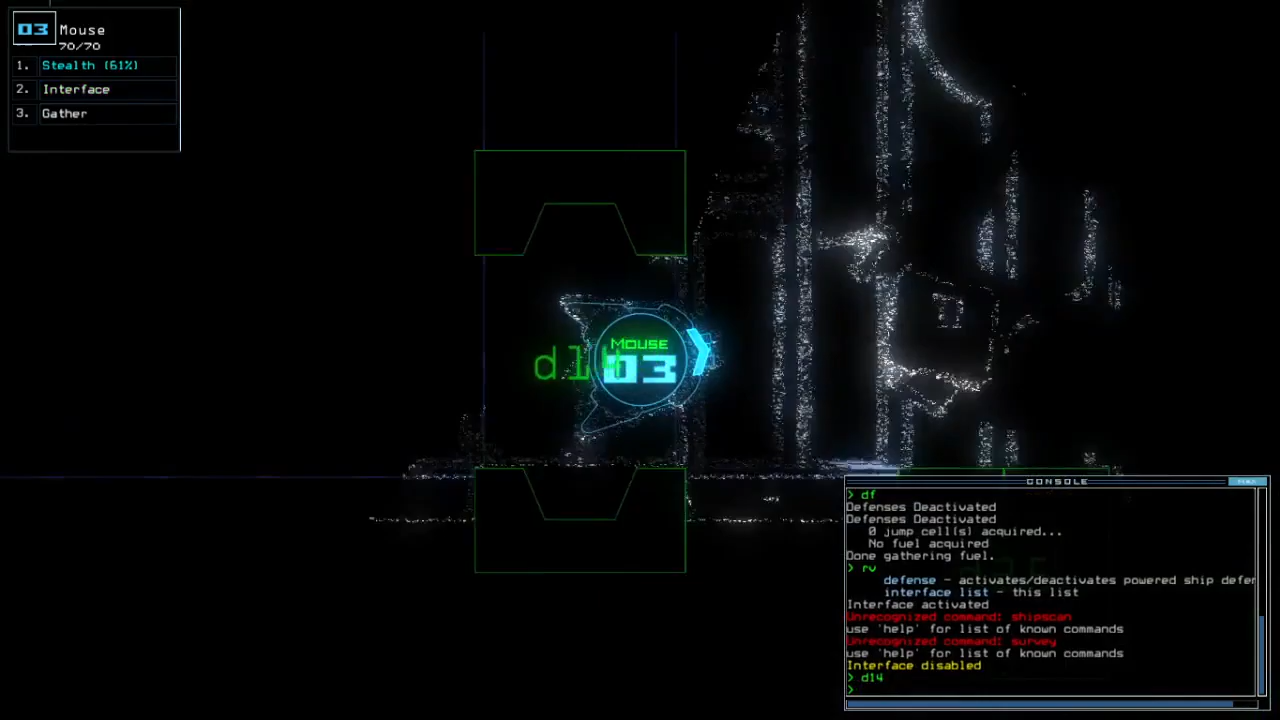 03 Mouse
70/70
1. Stealth (61%)
2. Interface
3. Gather
d14
Mouse
03
CONSOLE
> df
Defenses Deactivated
Defenses Deactivated
0 jump cell(s) acquired...
No fuel acquired
Done gathering fuel.
> rv
defense - activates/deactivates powered ship defen
interface list - this list
Interface activated
Unrecognized command: shipscan
use 'help' for list of known commands
Unrecognized command: survey
use 'help' for list of known commands
Interface disabled
> d14
>